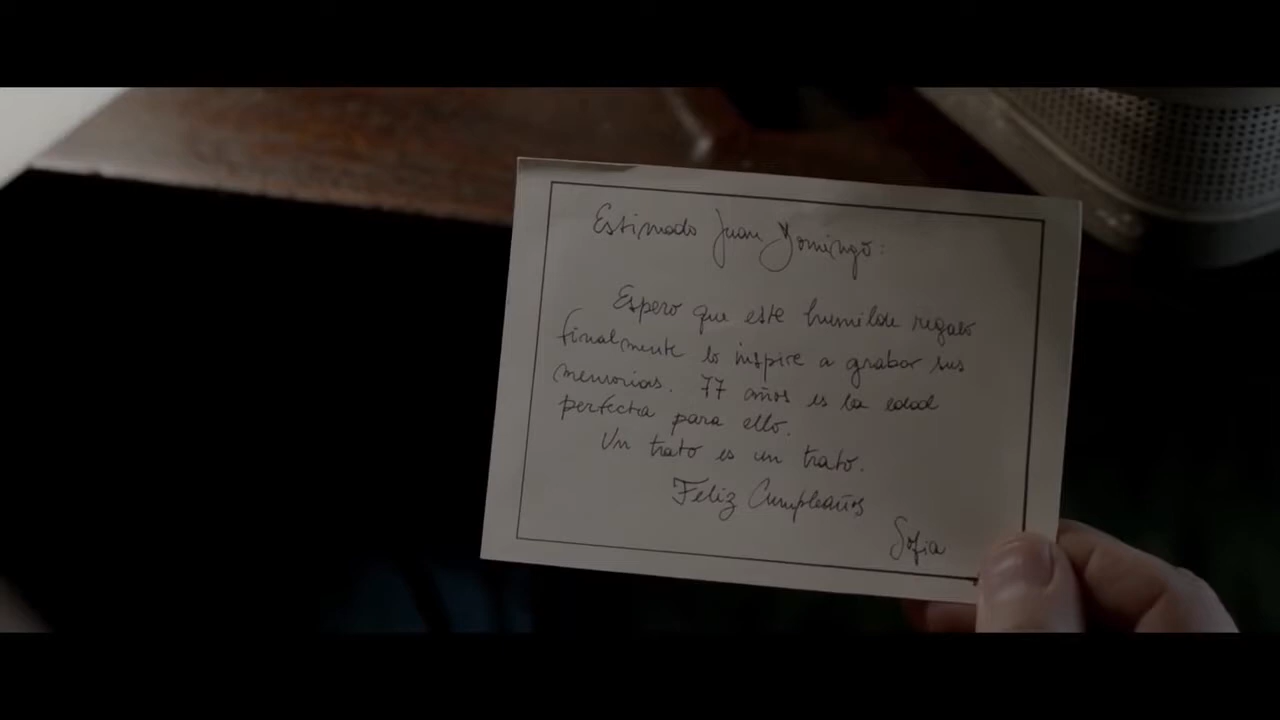 Estimado Juan Domingo:
Espero que este humilde regalo
finalmente lo inspire a grabar sus
memorias. 77 años es la edad
perfecta para ello.
Un trato es un trato.
Feliz Cumpleaños
Sofia